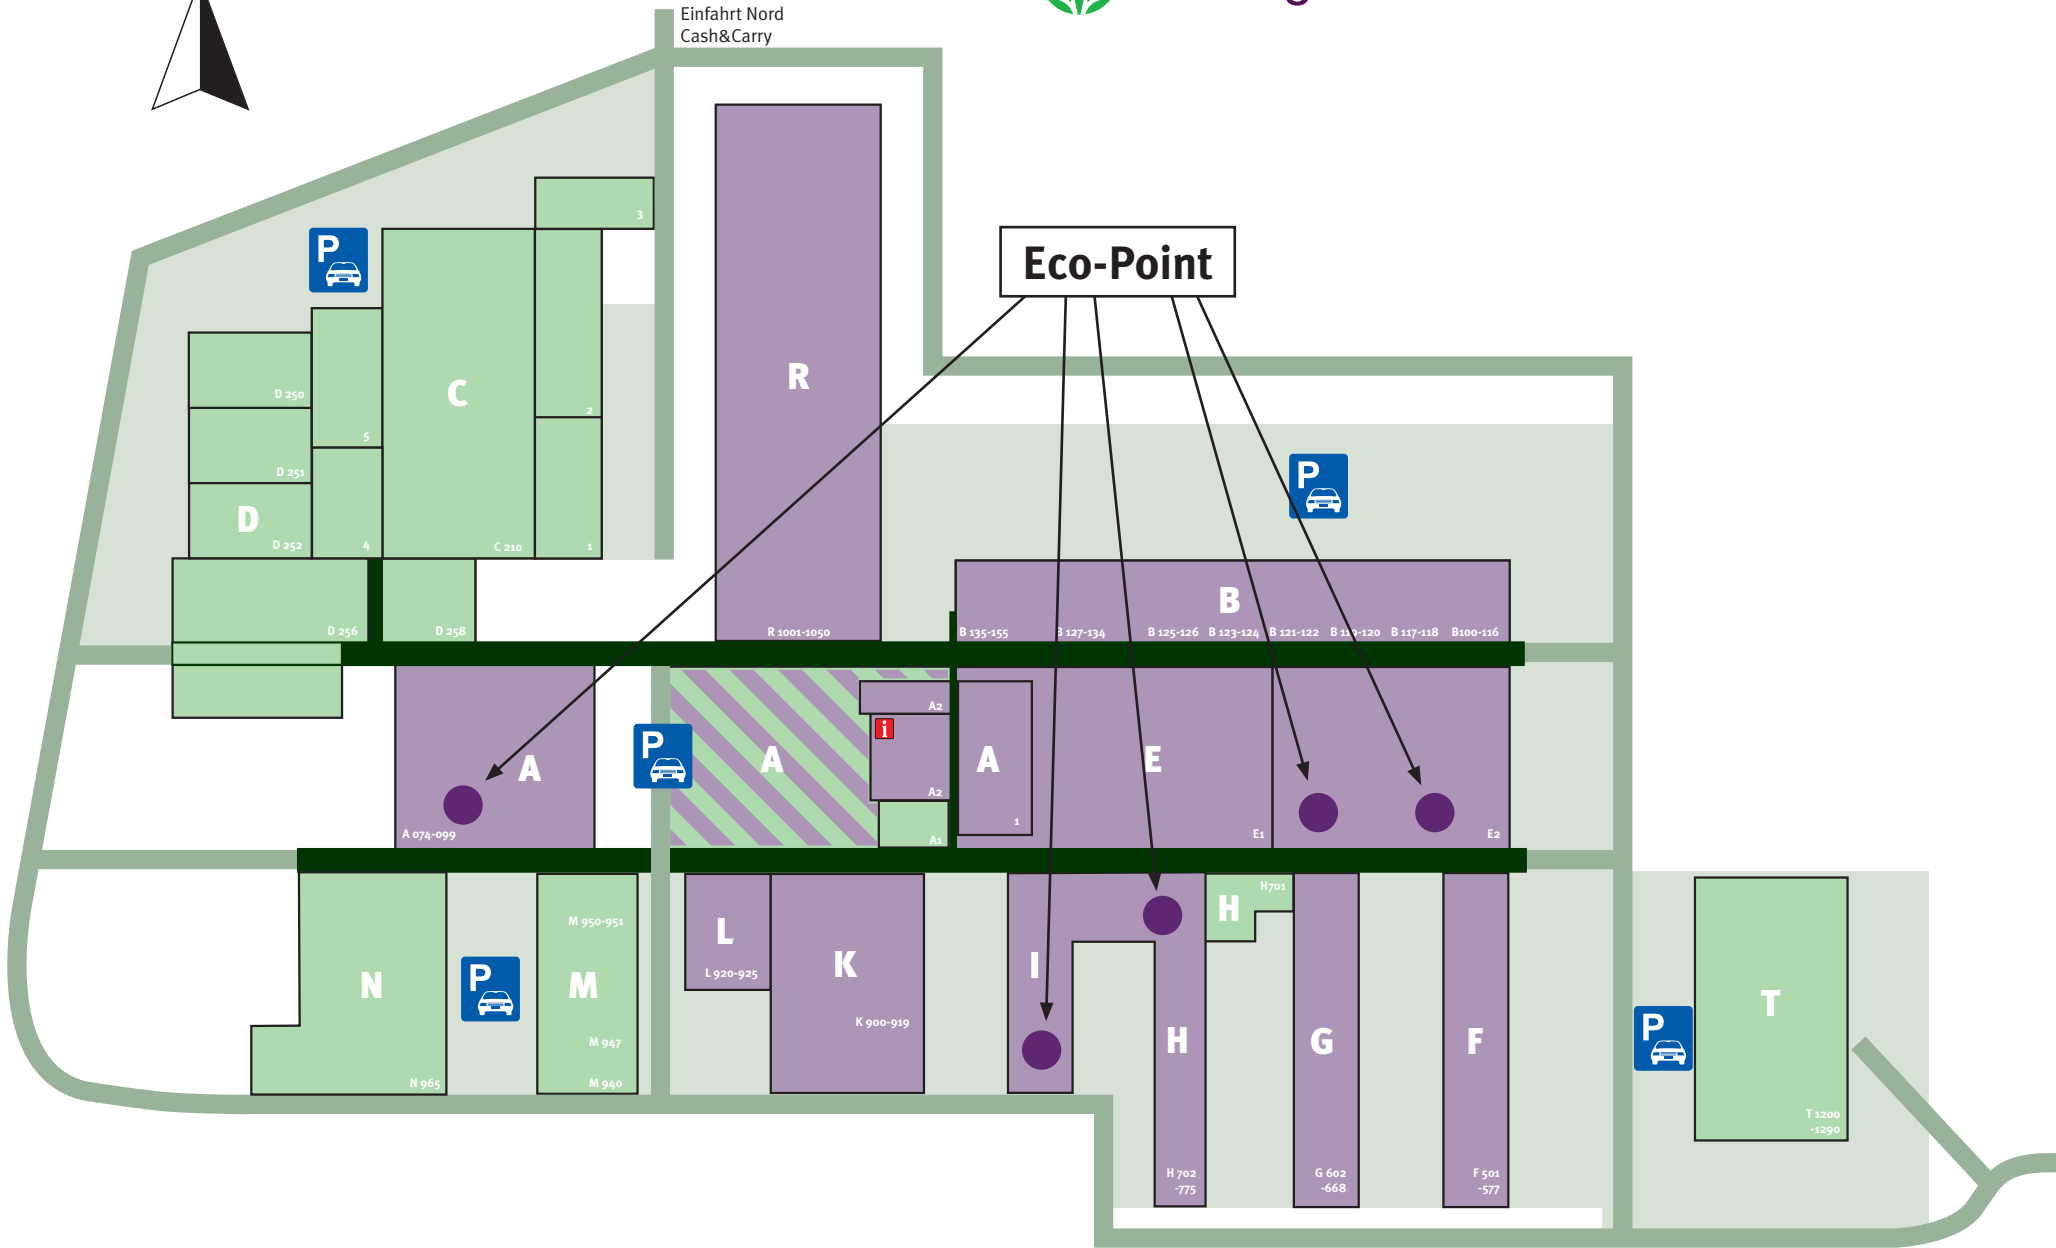 Einfahrt Nord
Cash&Carry
3
P
Eco-Point
R
C
D 250
2
5
D 251
P
D
D 252
4
C 210
1
B
D 256
D 258
R 1001-1050
B 135-155
B 127-134
B 125-126
B 123-124
B 121-122
B 119-120
B 117-118
B100-116
A2
i
P
A
A
A
E
A2
1
A 074-099
A1
E1
E2
H701
H
M 950-951
L
I
K
L 920-925
P
N
M
T
K 900-919
P
M 947
H
G
F
N 965
M 940
T 1200
-1290
H 702
-775
G 602
-668
F 501
-577